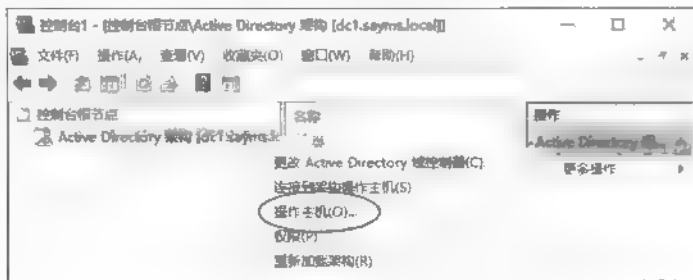 控制台1 - [控制台根节点\Active Directory 架构 [dc1.sayms.local]]
文件(F) 操作(A) 查看(V) 收藏夹(O) 窗口(W) 帮助(H)
控制台根节点
Active Directory 架构 [dc1.sayms.lo
名称
操作
Active Directory 架...
更多操作
更改 Active Directory 域控制器(C)
连接到架构操作主机(S)
操作主机(O)...
权限(P)
重新加载架构(R)